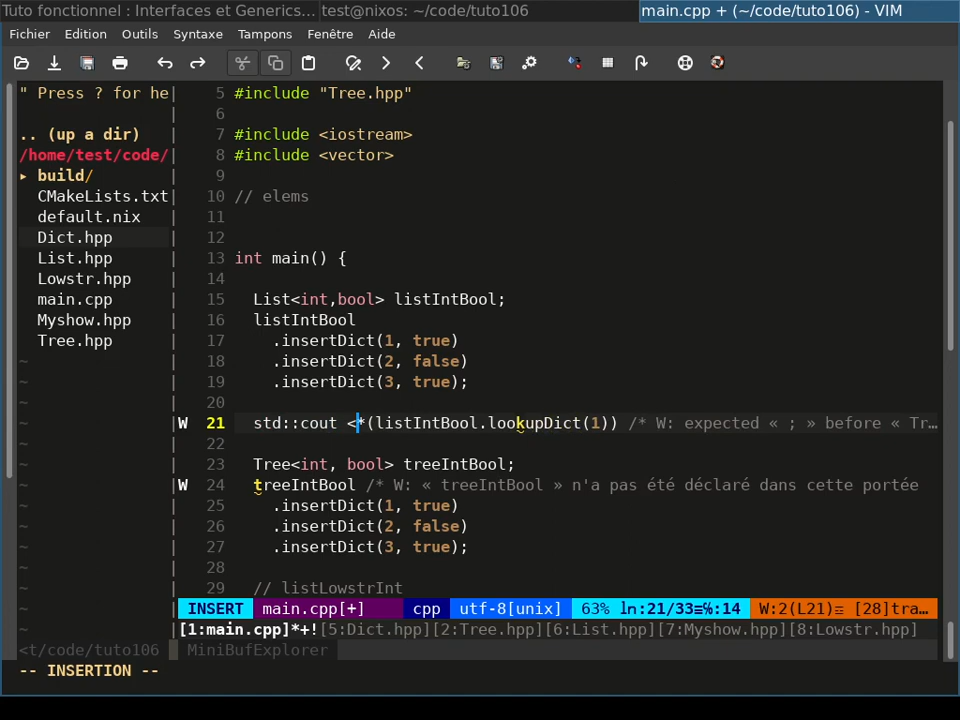 Tuto fonctionnel : Interfaces et Generics... test@nixos: ~/code/tuto106 main.cpp + (~/code/tuto106) - VIM
Fichier Edition Outils Syntaxe Tampons Fenêtre Aide
" Press ? for he| 5 #include "Tree.hpp"
| 6
.. (up a dir) | 7 #include <iostream>
/home/test/code/| 8 #include <vector>
▸ build/ | 9
CMakeLists.txt| 10 // elems
default.nix | 11
Dict.hpp | 12
List.hpp | 13 int main() {
Lowstr.hpp | 14
main.cpp | 15 List<int,bool> listIntBool;
Myshow.hpp | 16 listIntBool
Tree.hpp | 17 .insertDict(1, true)
~ | 18 .insertDict(2, false)
~ | 19 .insertDict(3, true);
~ | 20
~ | W 21 std::cout <*(listIntBool.lookupDict(1)) /* W: expected « ; » before « Tr…
~ | 22
~ | 23 Tree<int, bool> treeIntBool;
~ | W 24 treeIntBool /* W: « treeIntBool » n'a pas été déclaré dans cette portée
~ | 25 .insertDict(1, true)
~ | 26 .insertDict(2, false)
~ | 27 .insertDict(3, true);
~ | 28
~ | 29 // listLowstrInt
~ | INSERT main.cpp[+] cpp utf-8[unix] 63% ln:21/33≡℅:14 W:2(L21)≡ [28]tra…
~ |[1:main.cpp]*+![5:Dict.hpp][2:Tree.hpp][6:List.hpp][7:Myshow.hpp][8:Lowstr.hpp]
<t/code/tuto106 MiniBufExplorer
-- INSERTION --